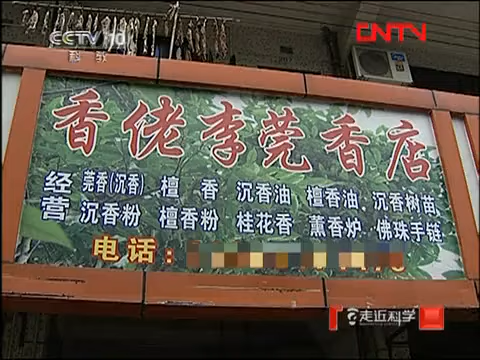 CCTV 10
科教
CNTV
香佬李莞香店
经营
莞香(沉香) 檀香 沉香油 檀香油 沉香树苗
沉香粉 檀香粉 桂花香 薰香炉 佛珠手链
电话:
走近科学